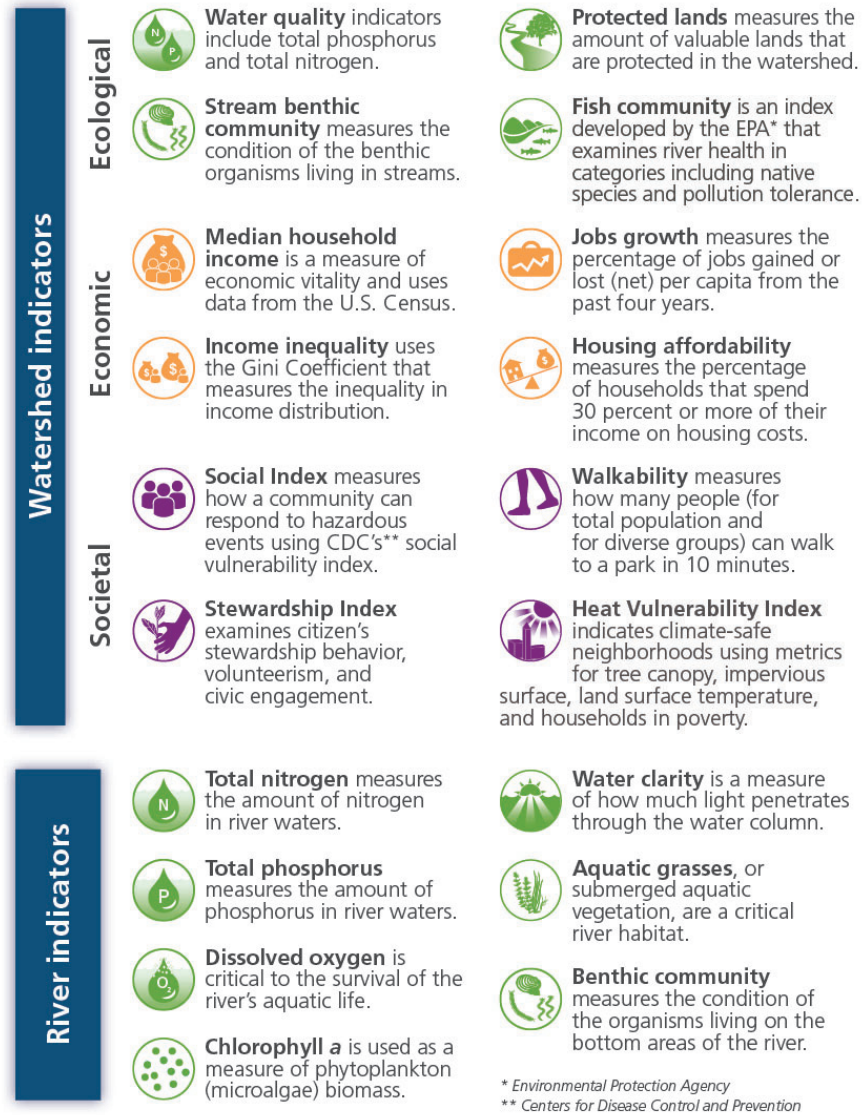 Watershed indicators
Ecological
Water quality indicators
include total phosphorus
and total nitrogen.
Protected lands measures the
amount of valuable lands that
are protected in the watershed.
Stream benthic
community measures the
condition of the benthic
organisms living in streams.
Fish community is an index
developed by the EPA* that
examines river health in
categories including native
species and pollution tolerance.
Economic
Median household
income is a measure of
economic vitality and uses
data from the U.S. Census.
Jobs growth measures the
percentage of jobs gained or
lost (net) per capita from the
past four years.
Income inequality uses
the Gini Coefficient that
measures the inequality in
income distribution.
Housing affordability
measures the percentage
of households that spend
30 percent or more of their
income on housing costs.
Societal
Social Index measures
how a community can
respond to hazardous
events using CDC's** social
vulnerability index.
Walkability measures
how many people (for
total population and
for diverse groups) can walk
to a park in 10 minutes.
Stewardship Index
examines citizen's
stewardship behavior,
volunteerism, and
civic engagement.
Heat Vulnerability Index
indicates climate-safe
neighborhoods using metrics
for tree canopy, impervious
surface, land surface temperature,
and households in poverty.
River indicators
Total nitrogen measures
the amount of nitrogen
in river waters.
Water clarity is a measure
of how much light penetrates
through the water column.
Total phosphorus
measures the amount of
phosphorus in river waters.
Aquatic grasses, or
submerged aquatic
vegetation, are a critical
river habitat.
Dissolved oxygen is
critical to the survival of the
river's aquatic life.
Benthic community
measures the condition of
the organisms living on the
bottom areas of the river.
Chlorophyll a is used as a
measure of phytoplankton
(microalgae) biomass.
* Environmental Protection Agency
** Centers for Disease Control and Prevention
N
P
$
$
$
$
N
P
O2